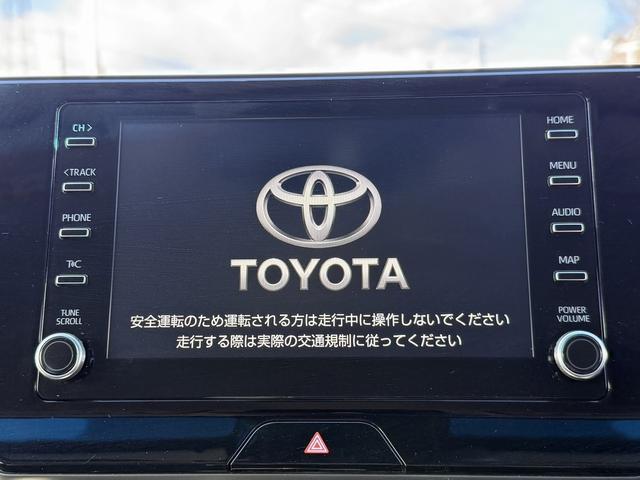 CH >
< TRACK
PHONE
T C
TUNE
SCROLL
HOME
MENU
AUDIO
MAP
POWER
VOLUME
TOYOTA
安全運転のため運転される方は走行中に操作しないでください
走行する際は実際の交通規制に従ってください